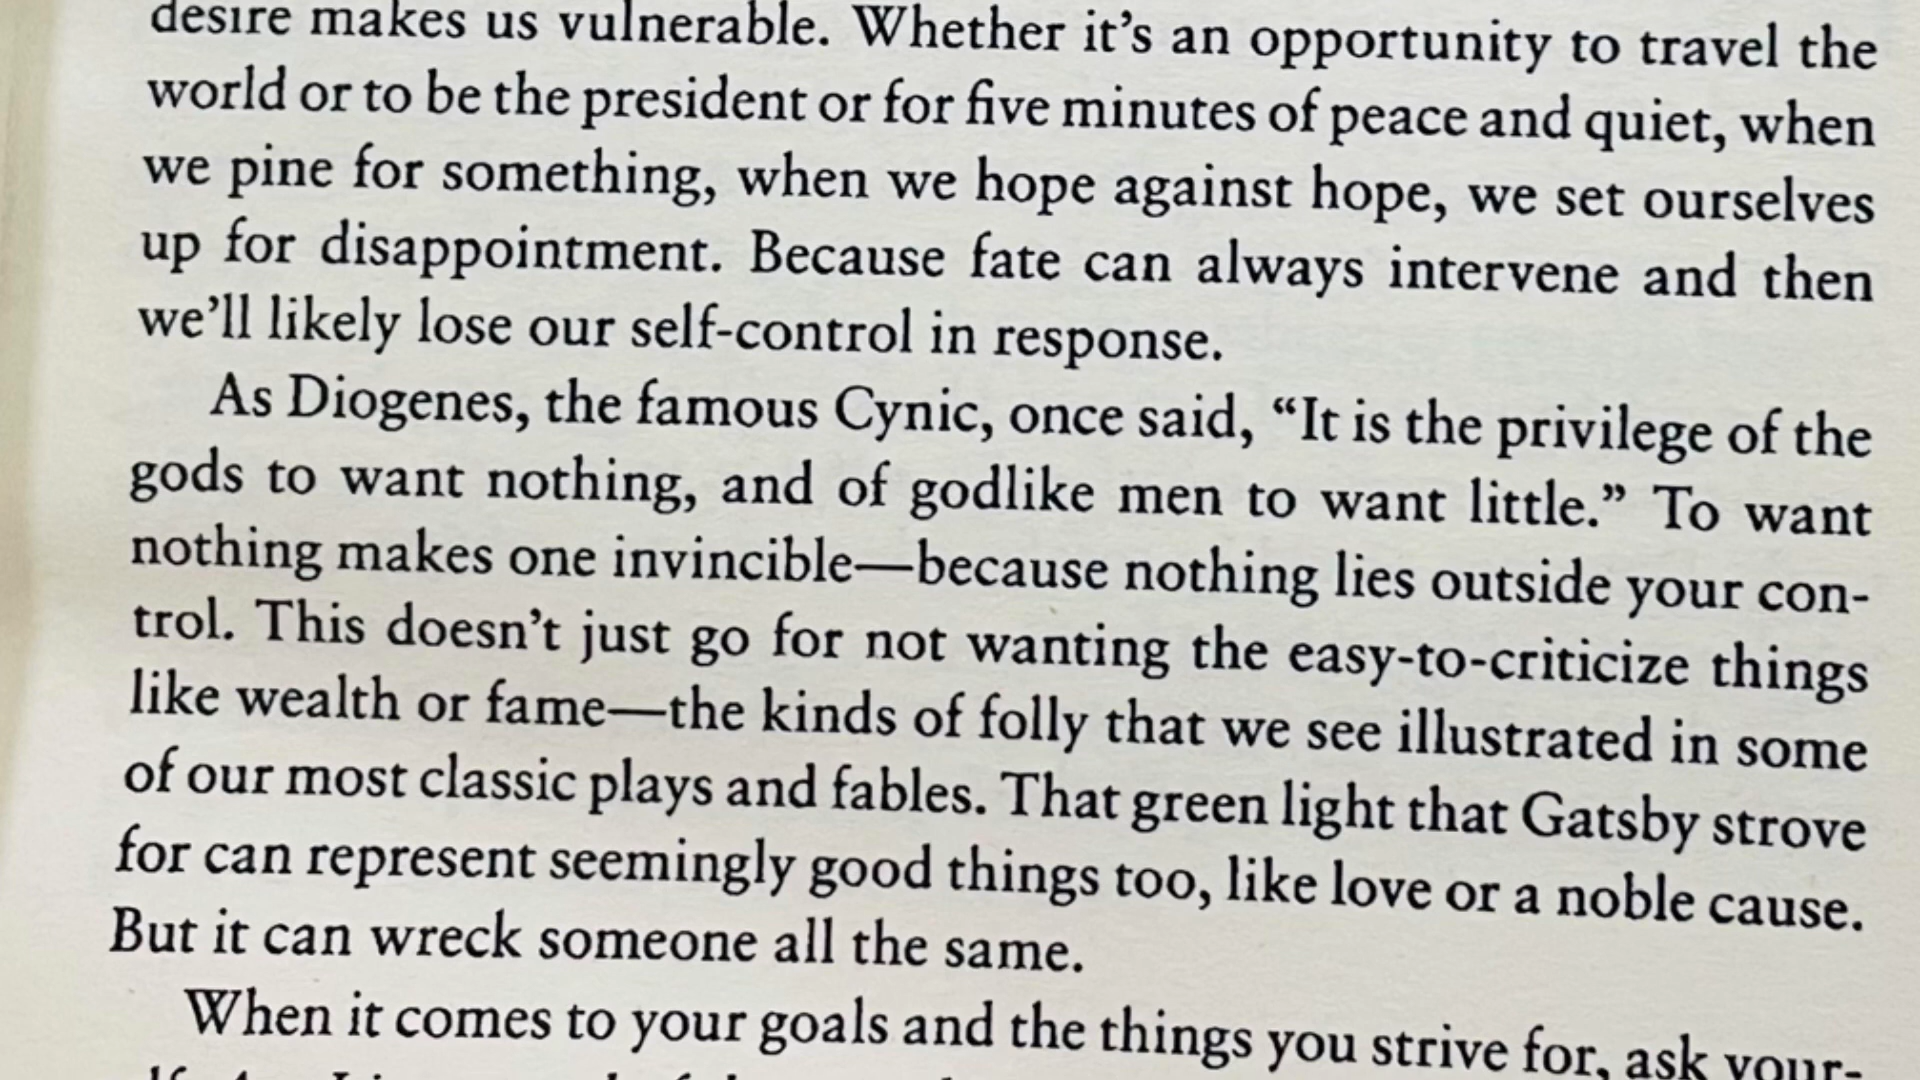 desire makes us vulnerable. Whether it’s an opportunity to travel the
world or to be the president or for five minutes of peace and quiet, when
we pine for something, when we hope against hope, we set ourselves
up for disappointment. Because fate can always intervene and then
we’ll likely lose our self-control in response.
As Diogenes, the famous Cynic, once said, “It is the privilege of the
gods to want nothing, and of godlike men to want little.” To want
nothing makes one invincible—because nothing lies outside your con-
trol. This doesn’t just go for not wanting the easy-to-criticize things
like wealth or fame—the kinds of folly that we see illustrated in some
of our most classic plays and fables. That green light that Gatsby strove
for can represent seemingly good things too, like love or a noble cause.
But it can wreck someone all the same.
When it comes to your goals and the things you strive for, ask your-